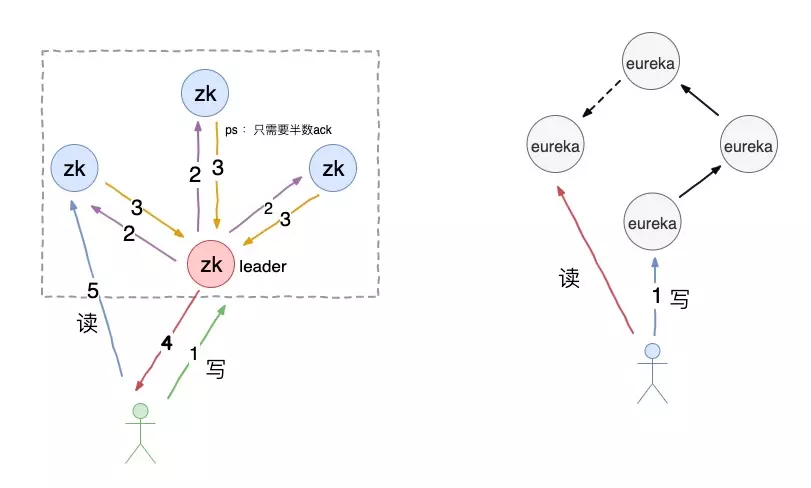 zk
ps： 只需要半数ack
zk
zk
2
3
3
2
2
3
zk
leader
5
读
4
1
写
eureka
eureka
eureka
eureka
读
1
写